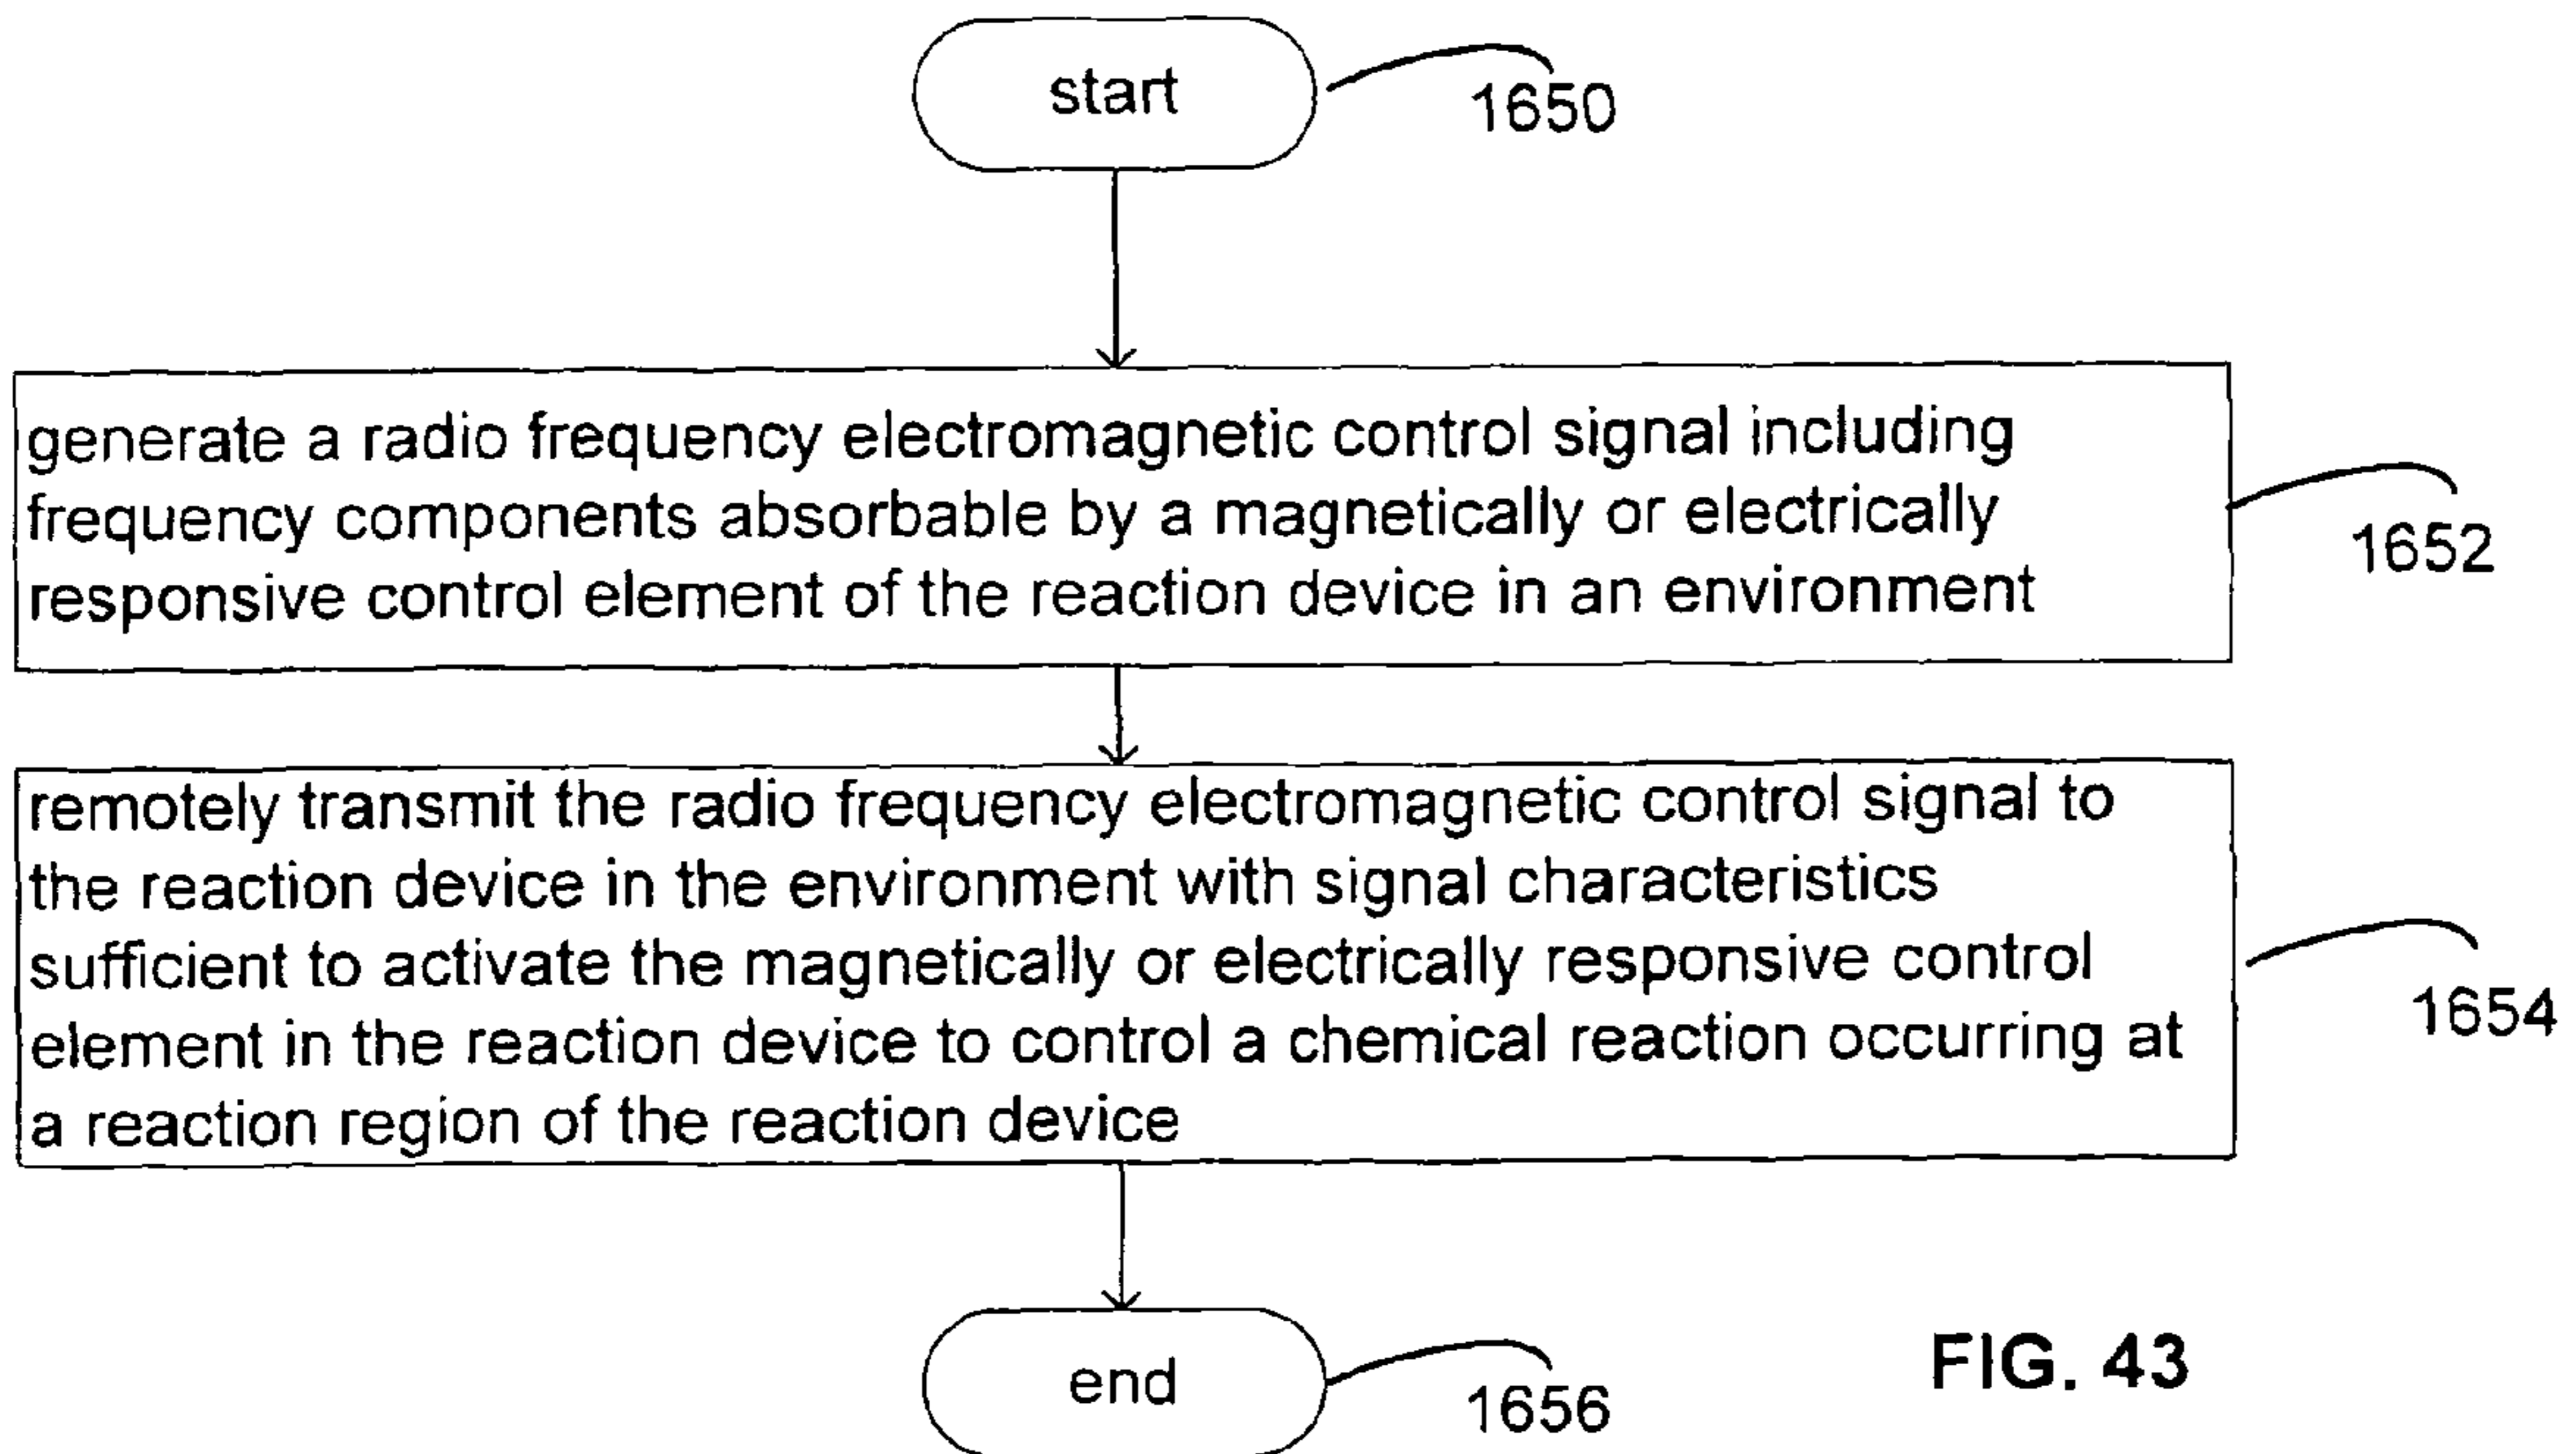 start
1650
generate a radio frequency electromagnetic control signal including
frequency components absorbable by a magnetically or electrically
responsive control element of the reaction device in an environment
1652
remotely transmit the radio frequency electromagnetic control signal to
the reaction device in the environment with signal characteristics
sufficient to activate the magnetically or electrically responsive control
element in the reaction device to control a chemical reaction occurring at
a reaction region of the reaction device
1654
end
1656
FIG. 43